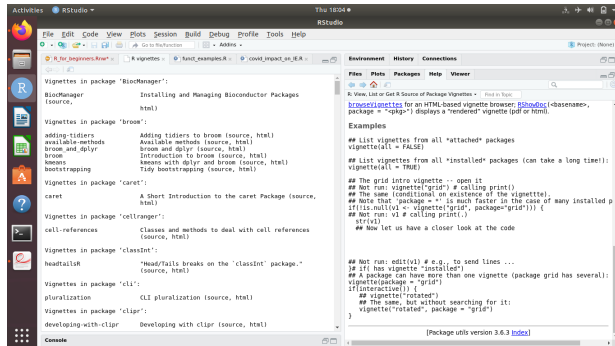 Activities
RStudio
Thu 18:04
RStudio
File Edit Code View Plots Session Build Debug Profile Tools Help
Go to file/function
Addins
Project: (None)
R_for_beginners.Rnw*
R vignettes
funct_examples.R
covid_impact_on_IE.R
Vignettes in package 'BiocManager':
BiocManager Installing and Managing Bioconductor Packages
(source,
html)
Vignettes in package 'broom':
adding-tidiers Adding tidiers to broom (source, html)
available-methods Available methods (source, html)
broom_and_dplyr broom and dplyr (source, html)
broom Introduction to broom (source, html)
kmeans kmeans with dplyr and broom (source, html)
bootstrapping Tidy bootstrapping (source, html)
Vignettes in package 'caret':
caret A Short Introduction to the caret Package (source,
html)
Vignettes in package 'cellranger':
cell-references Classes and methods to deal with cell references
(source, html)
Vignettes in package 'classInt':
headtailsR "Head/Tails breaks on the `classInt` package."
(source, html)
Vignettes in package 'cli':
pluralization CLI pluralization (source, html)
Vignettes in package 'clipr':
developing-with-clipr Developing with clipr (source, html)
Console
Environment History Connections
Files Plots Packages Help Viewer
R: View, List or Get R Source of Package Vignettes
Find in Topic
browseVignettes for an HTML-based vignette browser; RShowDoc(<basename>,
package = "<pkg>") displays a "rendered" vignette (pdf or html).
Examples
## List vignettes from all *attached* packages
vignette(all = FALSE)
## List vignettes from all *installed* packages (can take a long time!):
vignette(all = TRUE)
## The grid intro vignette -- open it
## Not run: vignette("grid") # calling print()
## The same (conditional on existence of the vignettte).
## Note that 'package = *' is much faster in the case of many installed p
if(!is.null(v1 <- vignette("grid", package="grid"))) {
## Not run: v1 # calling print(.)
str(v1)
## Now let us have a closer look at the code
## Not run: edit(v1) # e.g., to send lines ...
}# if( has vignette "installed")
## A package can have more than one vignette (package grid has several):
vignette(package = "grid")
if(interactive()) {
## vignette("rotated")
## The same, but without searching for it:
vignette("rotated", package = "grid")
}
[Package utils version 3.6.3 Index]